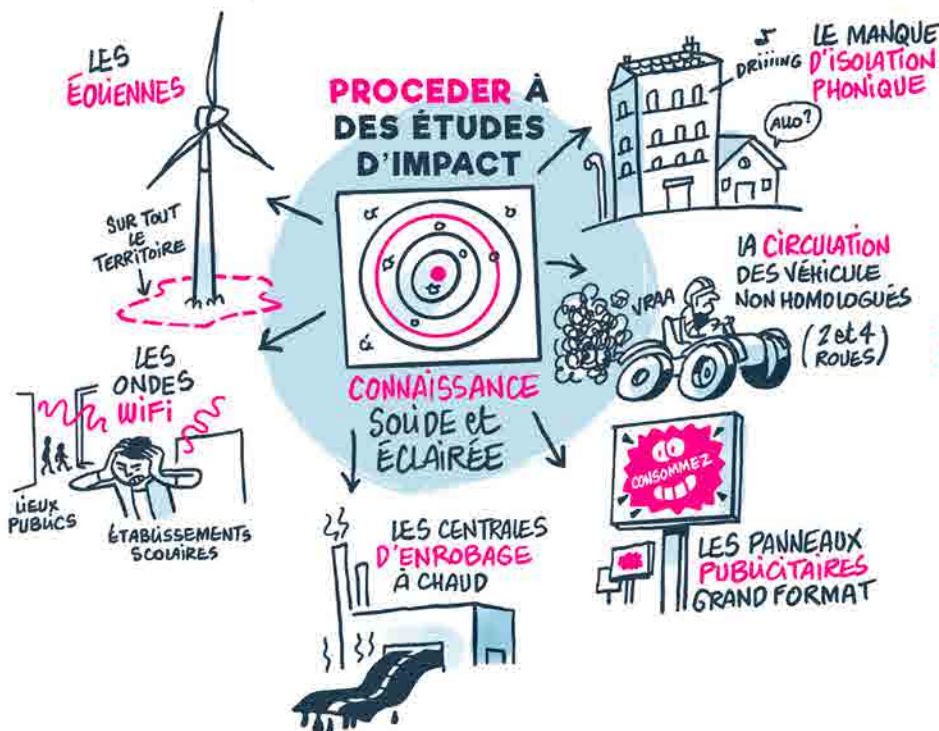 PROCEDER À
DES ÉTUDES
D'IMPACT
CONNAISSANCE
SOLIDE et
ÉCLAIRÉE
LES
ÉOLIENNES
SUR TOUT
LE
TERRITOIRE
LE MANQUE
D'ISOLATION
PHONIQUE
DRIIIING
ALLO?
LA CIRCULATION
DES VÉHICULE
NON HOMOLOGUÉS
(2 et 4
ROUES)
VRAA
LES
ONDES
WiFi
LIEUX
PUBLICS
ÉTABLISSEMENTS
SCOLAIRES
LES CENTRALES
D'ENROBAGE
À CHAUD
CONSOMMEZ
LES PANNEAUX
PUBLICITAIRES
GRAND FORMAT